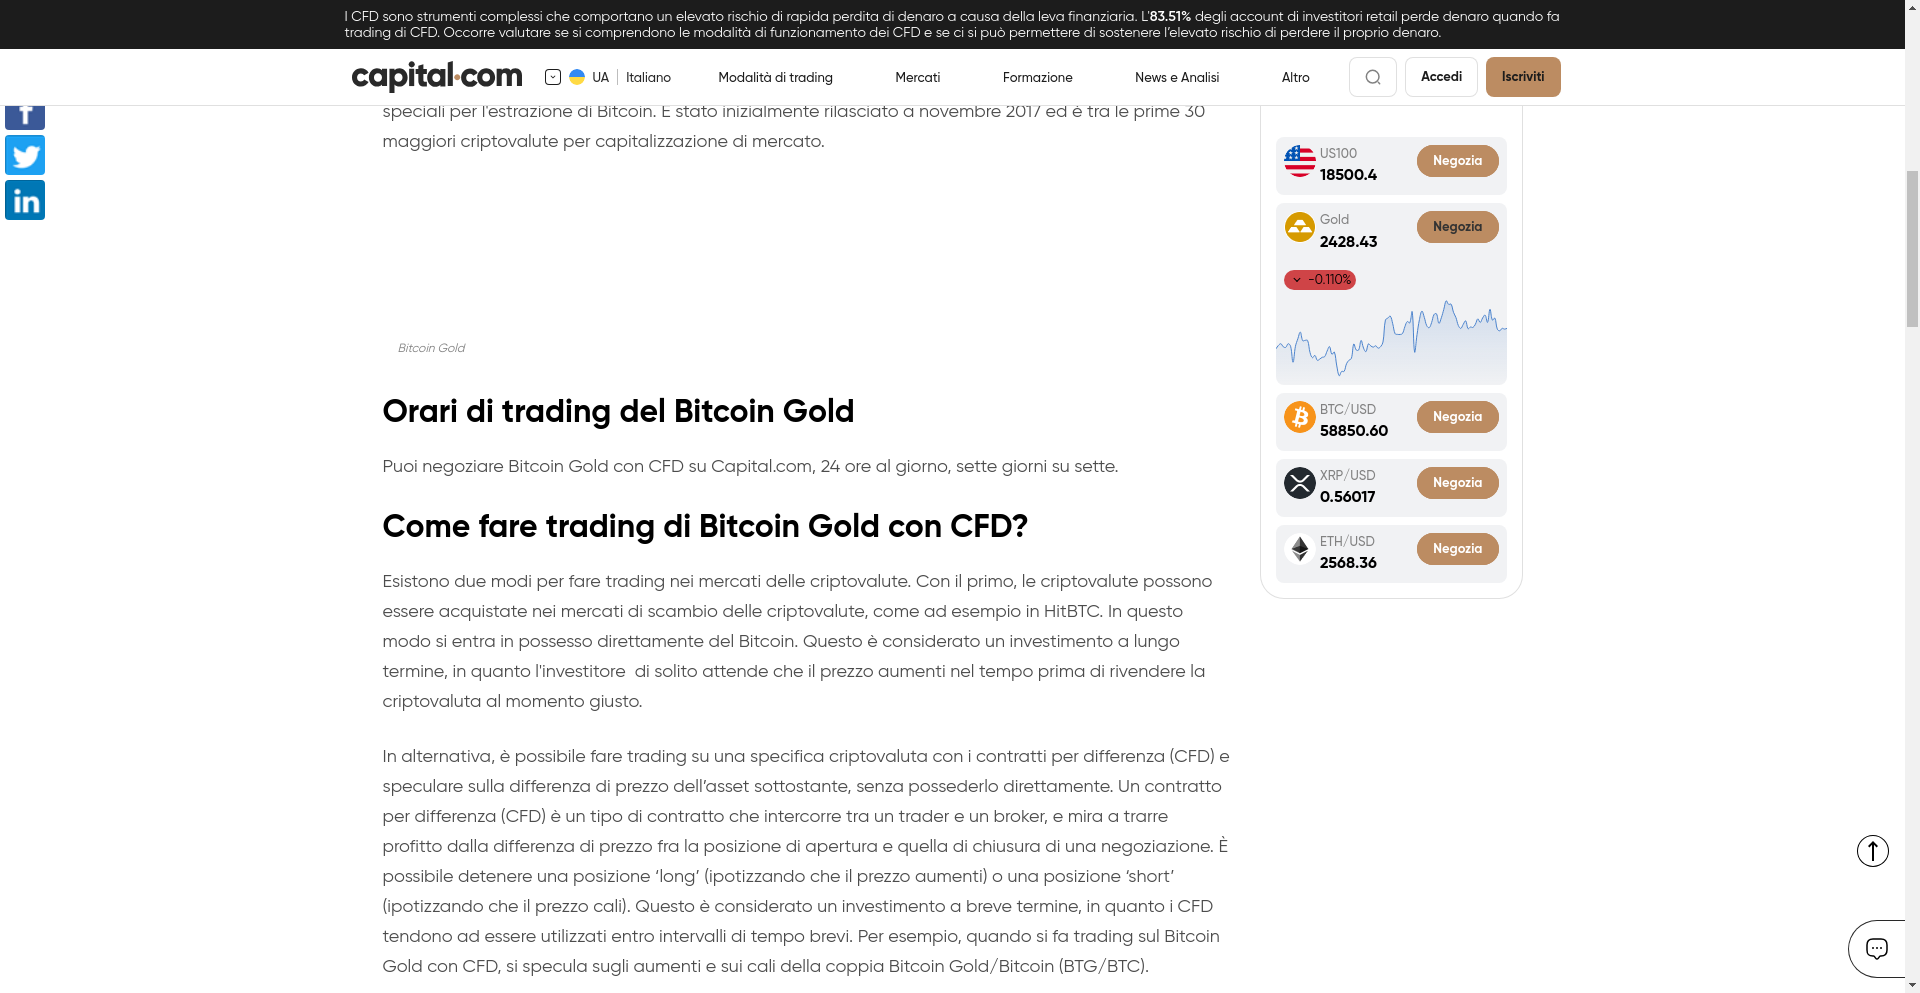 I CFD sono strumenti complessi che comportano un elevato rischio di rapida perdita di denaro a causa della leva finanziaria. L'83.51% degli account di investitori retail perde denaro quando fa
trading di CFD. Occorre valutare se si comprendono le modalità di funzionamento dei CFD e se ci si può permettere di sostenere l’elevato rischio di perdere il proprio denaro.
capital.com
UA
Italiano
Modalità di trading
Mercati
Formazione
News e Analisi
Altro
Accedi
Iscriviti
speciali per l'estrazione di Bitcoin. È stato inizialmente rilasciato a novembre 2017 ed è tra le prime 30
maggiori criptovalute per capitalizzazione di mercato.
Bitcoin Gold
Orari di trading del Bitcoin Gold
Puoi negoziare Bitcoin Gold con CFD su Capital.com, 24 ore al giorno, sette giorni su sette.
Come fare trading di Bitcoin Gold con CFD?
Esistono due modi per fare trading nei mercati delle criptovalute. Con il primo, le criptovalute possono
essere acquistate nei mercati di scambio delle criptovalute, come ad esempio in HitBTC. In questo
modo si entra in possesso direttamente del Bitcoin. Questo è considerato un investimento a lungo
termine, in quanto l'investitore  di solito attende che il prezzo aumenti nel tempo prima di rivendere la
criptovaluta al momento giusto.
In alternativa, è possibile fare trading su una specifica criptovaluta con i contratti per differenza (CFD) e
speculare sulla differenza di prezzo dell’asset sottostante, senza possederlo direttamente. Un contratto
per differenza (CFD) è un tipo di contratto che intercorre tra un trader e un broker, e mira a trarre
profitto dalla differenza di prezzo fra la posizione di apertura e quella di chiusura di una negoziazione. È
possibile detenere una posizione ‘long’ (ipotizzando che il prezzo aumenti) o una posizione ‘short’
(ipotizzando che il prezzo cali). Questo è considerato un investimento a breve termine, in quanto i CFD
tendono ad essere utilizzati entro intervalli di tempo brevi. Per esempio, quando si fa trading sul Bitcoin
Gold con CFD, si specula sugli aumenti e sui cali della coppia Bitcoin Gold/Bitcoin (BTG/BTC).
US100
18500.4
Negozia
Gold
2428.43
Negozia
-0.110%
BTC/USD
58850.60
Negozia
XRP/USD
0.56017
Negozia
ETH/USD
2568.36
Negozia